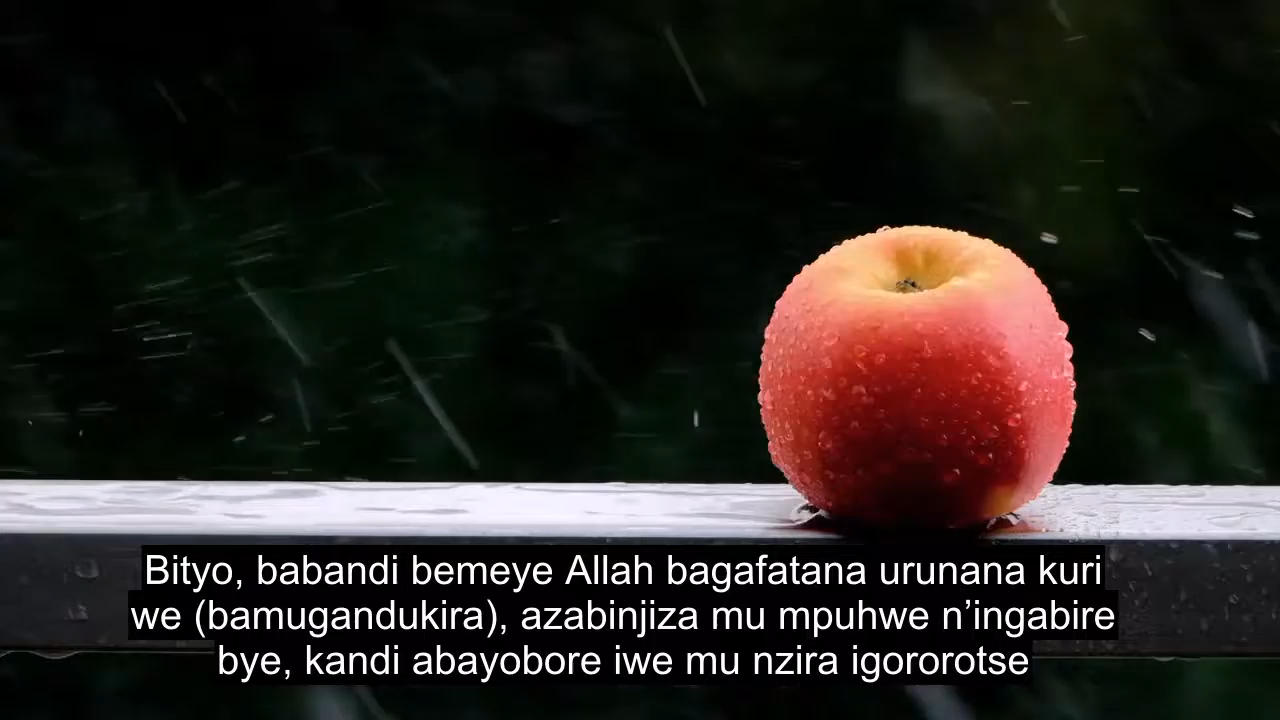 Bityo, babandi bemeye Allah bagafatana urunana kuri
we (bamugandukira), azabinjiza mu mpuhwe n’ingabire
bye, kandi abayobore iwe mu nzira igororotse